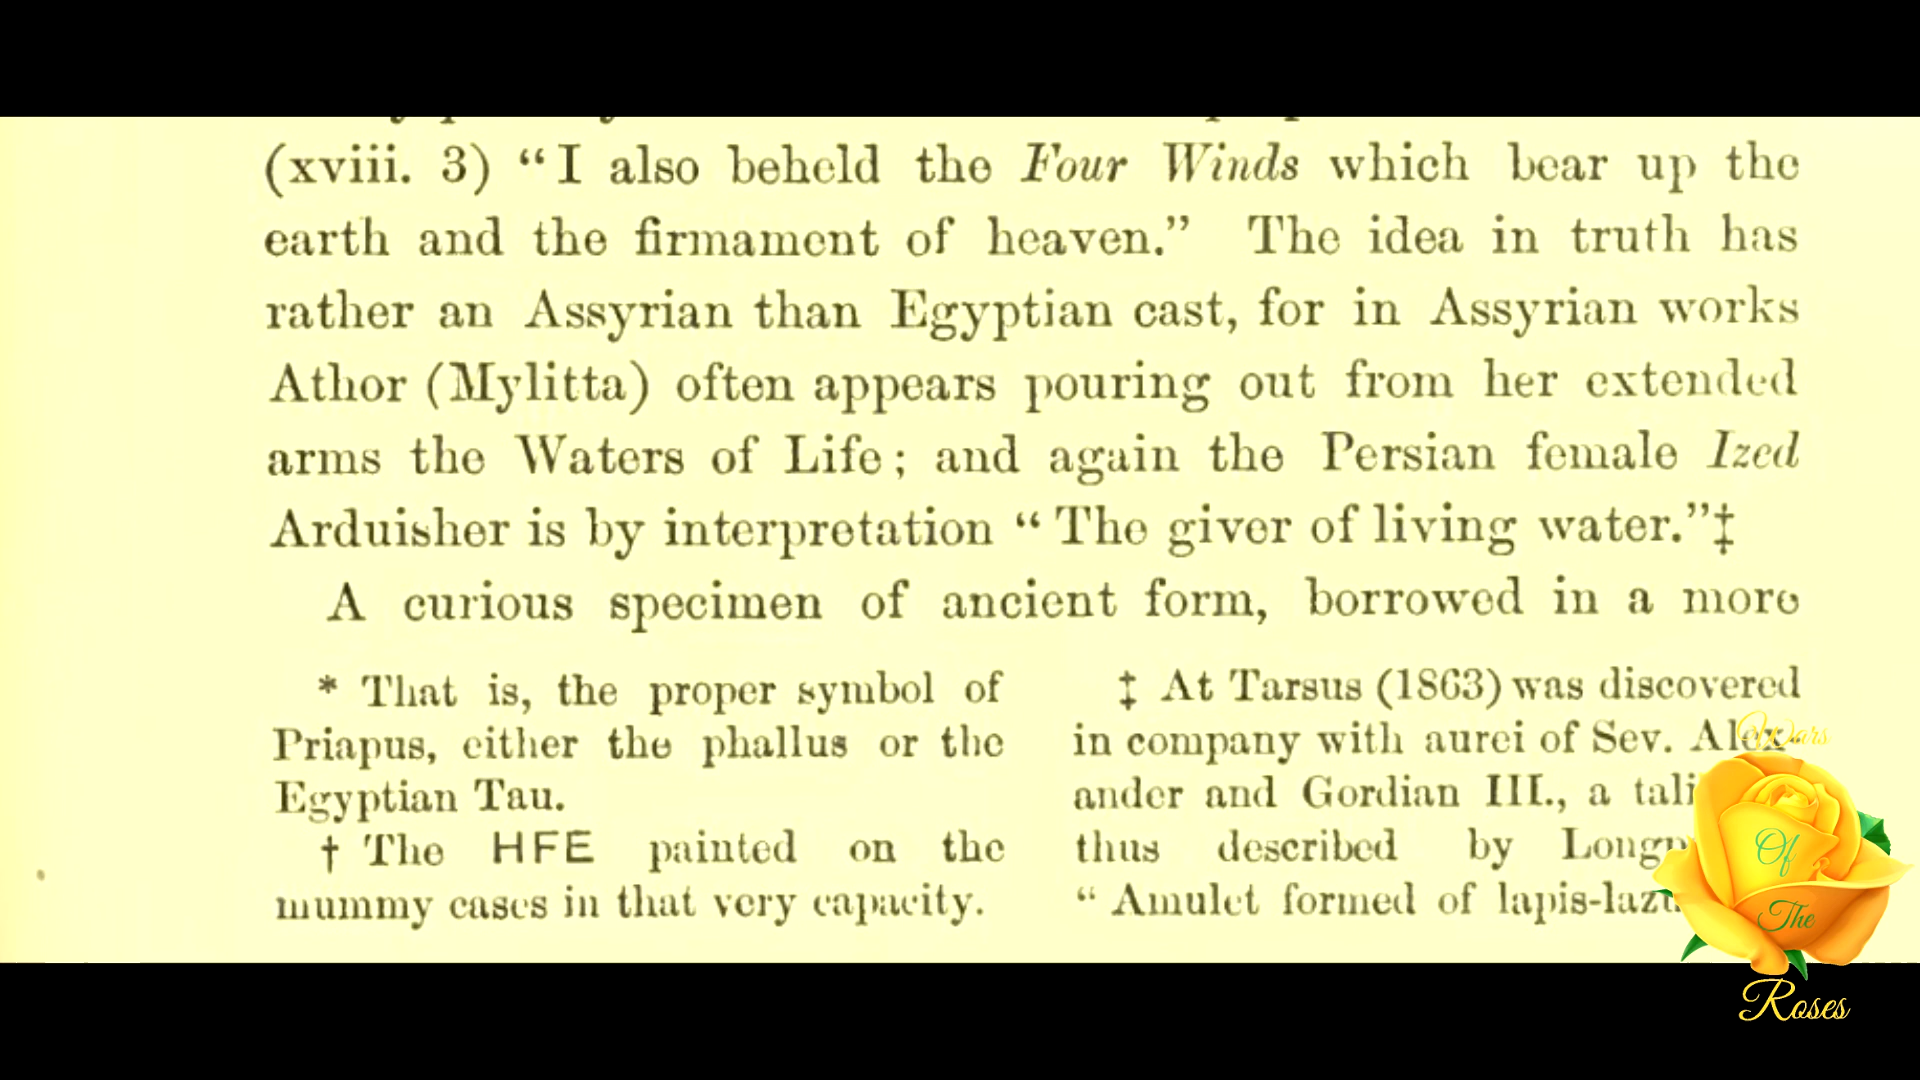 (xviii. 3) “I also beheld the Four Winds which bear up the
earth and the firmament of heaven.” The idea in truth has
rather an Assyrian than Egyptian cast, for in Assyrian works
Athor (Mylitta) often appears pouring out from her extended
arms the Waters of Life; and again the Persian female Ized
Arduisher is by interpretation “The giver of living water.”‡
A curious specimen of ancient form, borrowed in a more
* That is, the proper symbol of
Priapus, either the phallus or the
Egyptian Tau.
† The HFE painted on the
mummy cases in that very capacity.
‡ At Tarsus (1863) was discovered
in company with aurei of Sev. Alex-
ander and Gordian III., a
thus described by
“Amulet formed of
Wars
Of
The
Roses